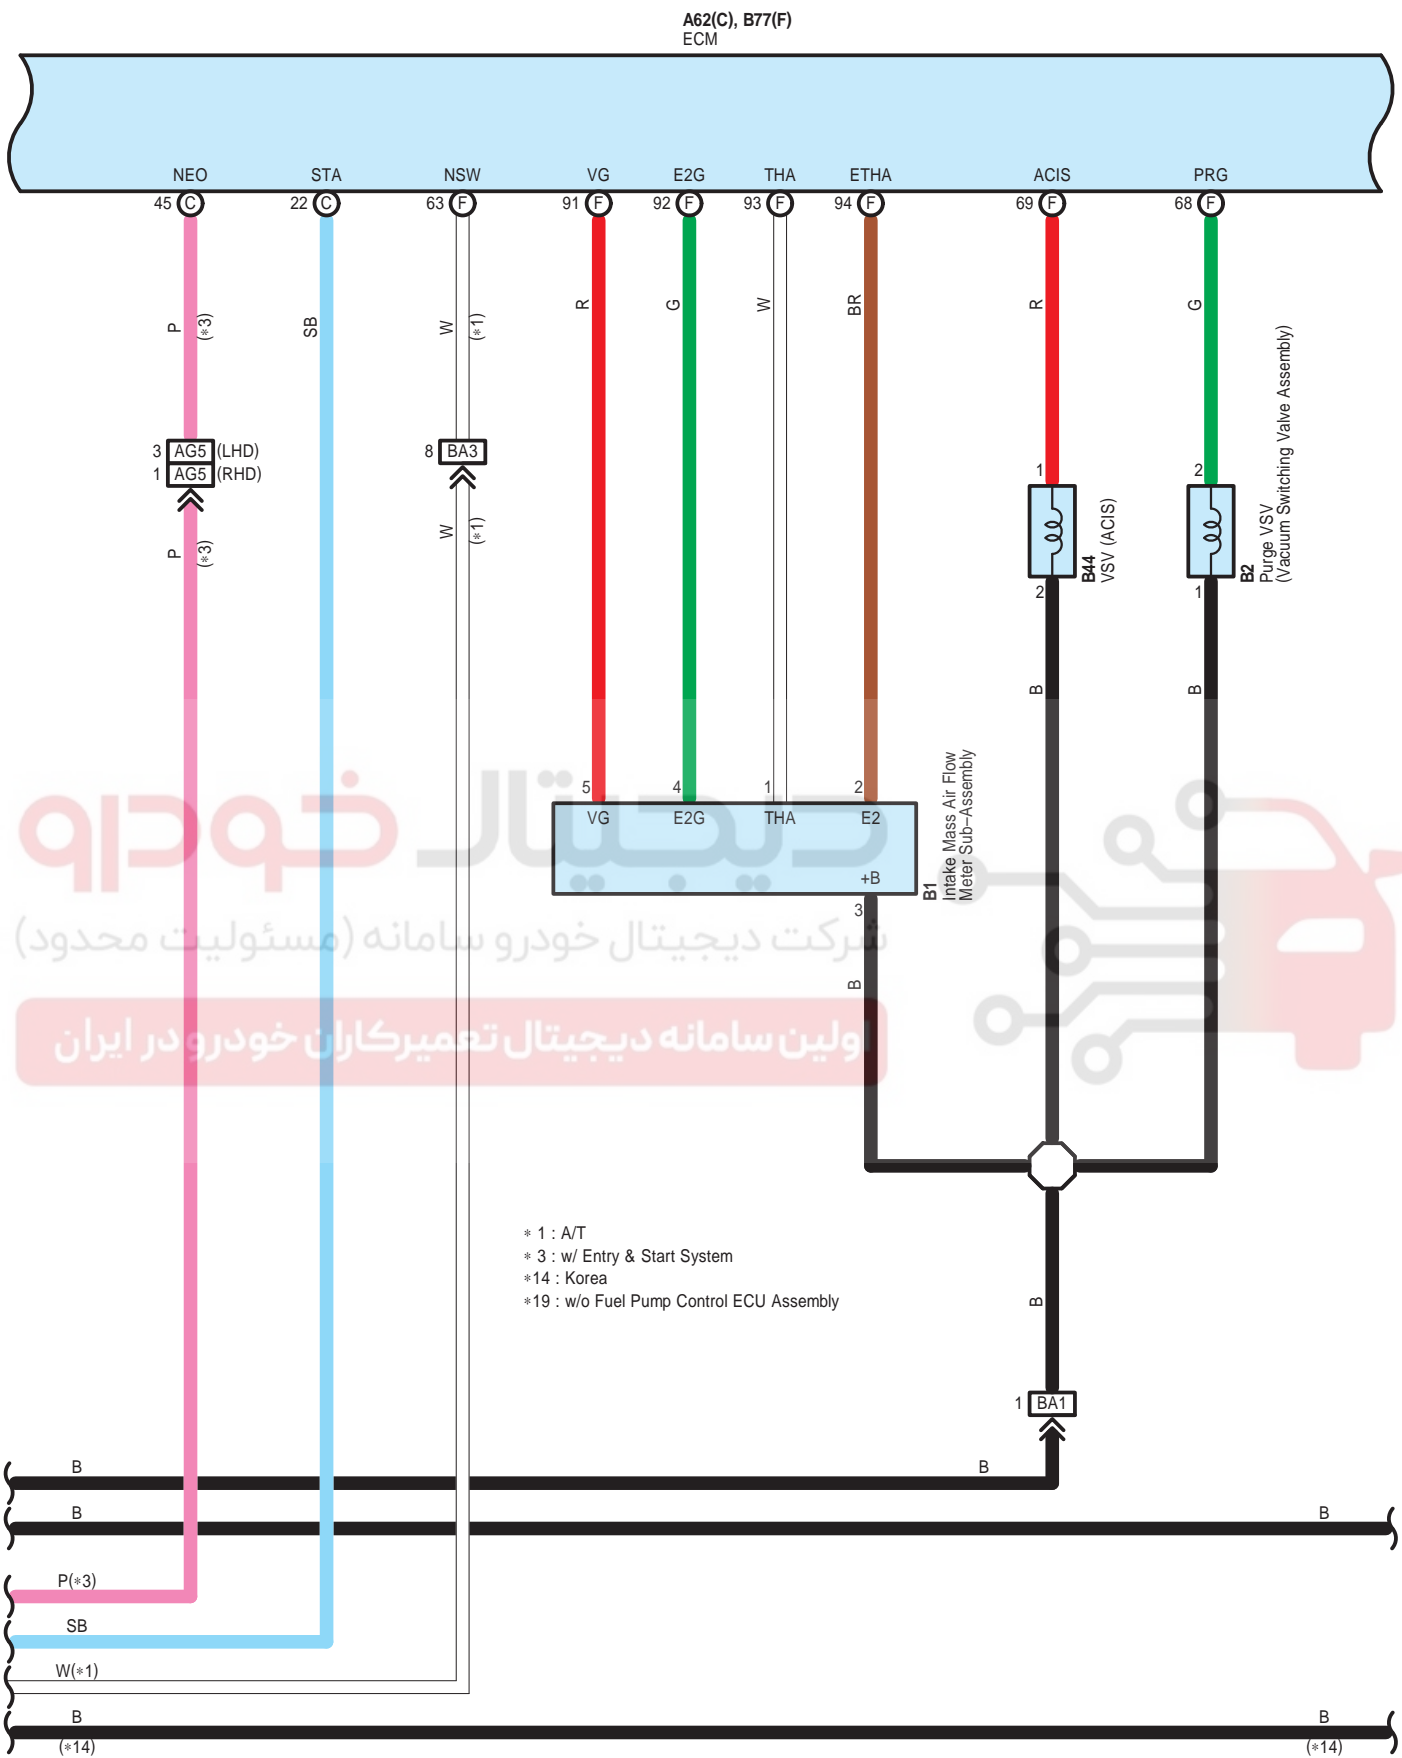 A62(C), B77(F)
ECM
NEO STA NSW VG E2G THA ETHA ACIS PRG
45 C 22 C 63 F 91 F 92 F 93 F 94 F 69 F 68 F
P (*3) SB W (*1) R G W BR R G
3 AG5 (LHD)
1 AG5 (RHD)
8 BA3
P (*3) W (*1)
1 2
B44
VSV (ACIS)
B2
Purge VSV
(Vacuum Switching Valve Assembly)
2 1
B B
5 4 1 2
VG E2G THA E2
+B
B1
Intake Mass Air Flow
Meter Sub-Assembly
3
B
دیجیتال خودرو
شرکت دیجیتال خودرو سامانه (مسئولیت محدود)
اولین سامانه دیجیتال تعمیرکاران خودرو در ایران
* 1 : A/T
* 3 : w/ Entry & Start System
*14 : Korea
*19 : w/o Fuel Pump Control ECU Assembly
B
1 BA1
B B
B B
P(*3)
SB
W(*1)
B B
(*14) (*14)